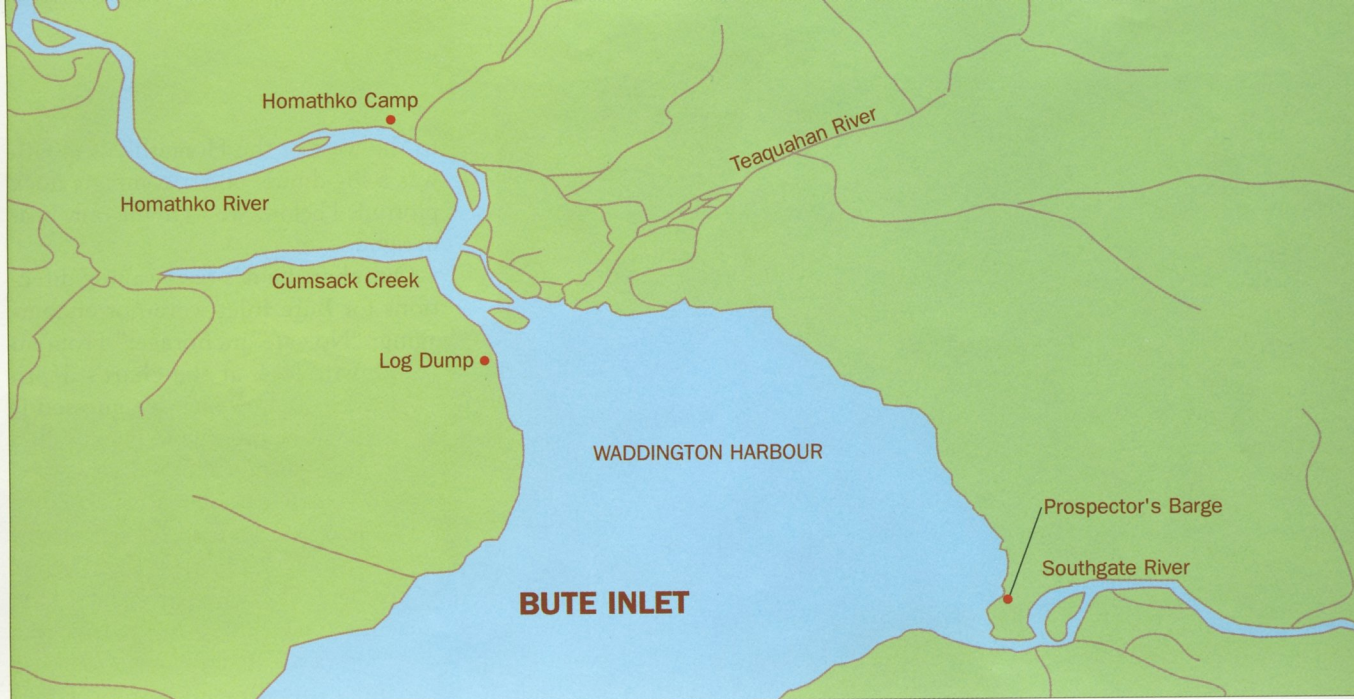 Homathko Camp
Teaquahan River
Homathko River
Cumsack Creek
Log Dump
WADDINGTON HARBOUR
Prospector's Barge
Southgate River
BUTE INLET